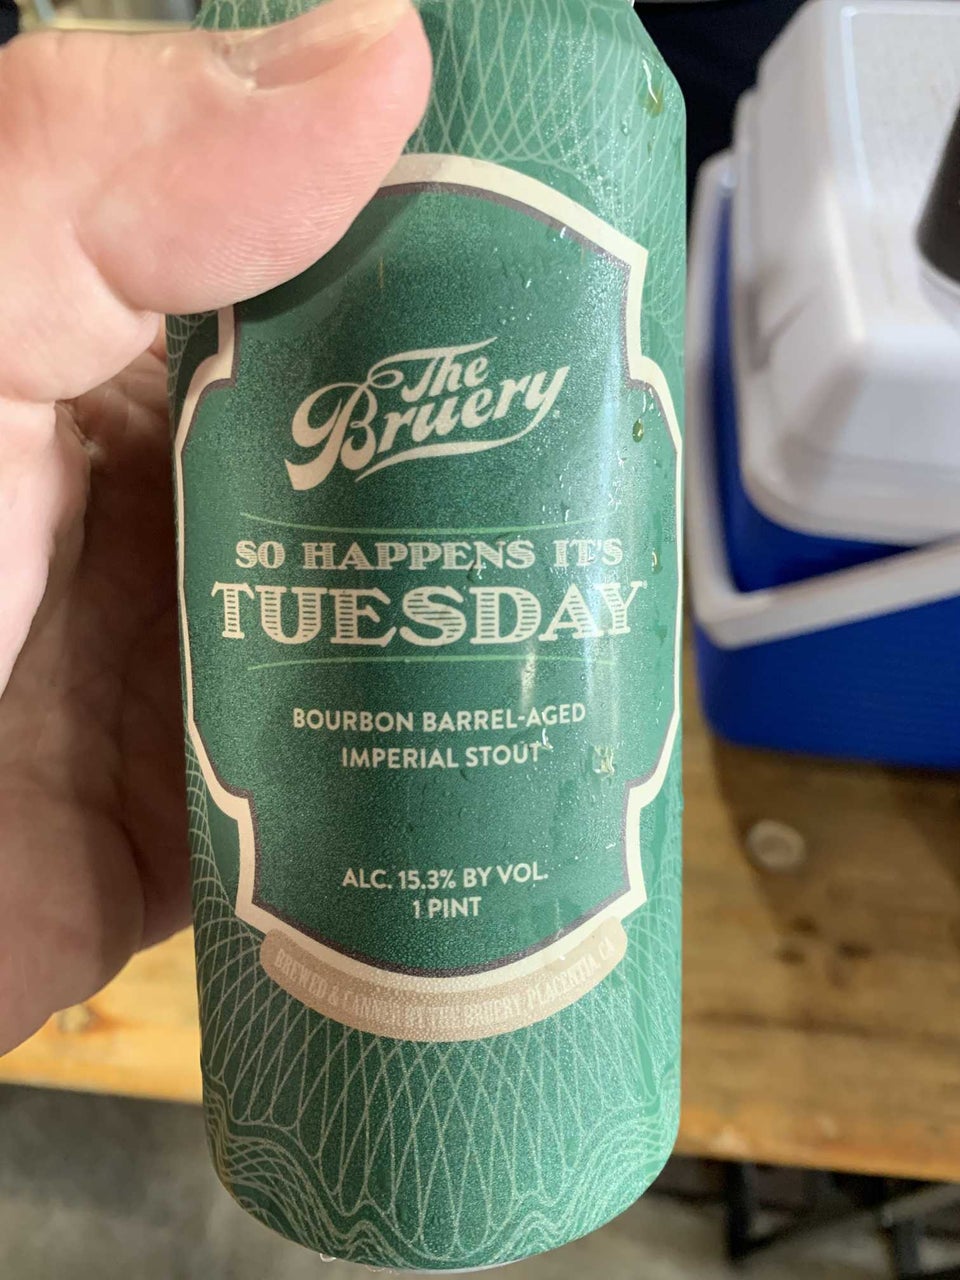 The
Bruery
SO HAPPENS IT'S
TUESDAY
BOURBON BARREL-AGED
IMPERIAL STOUT
ALC. 15.3% BY VOL.
1 PINT
BREWED & CANNED BY THE BRUERY PLACENTIA, CA